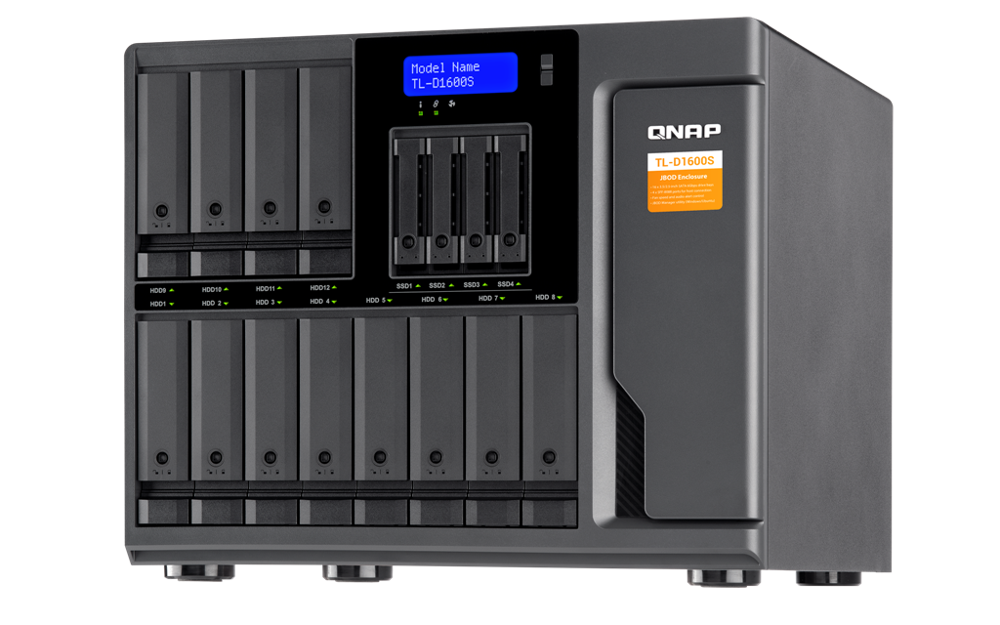 Model Name
TL-D1600S
QNAP
TL-D1600S
JBOD Enclosure
HDD9 HDD10 HDD11 HDD12
SSD1 SSD2 SSD3 SSD4
HDD1 HDD 2 HDD 3 HDD 4 HDD 5 HDD 6 HDD 7 HDD 8